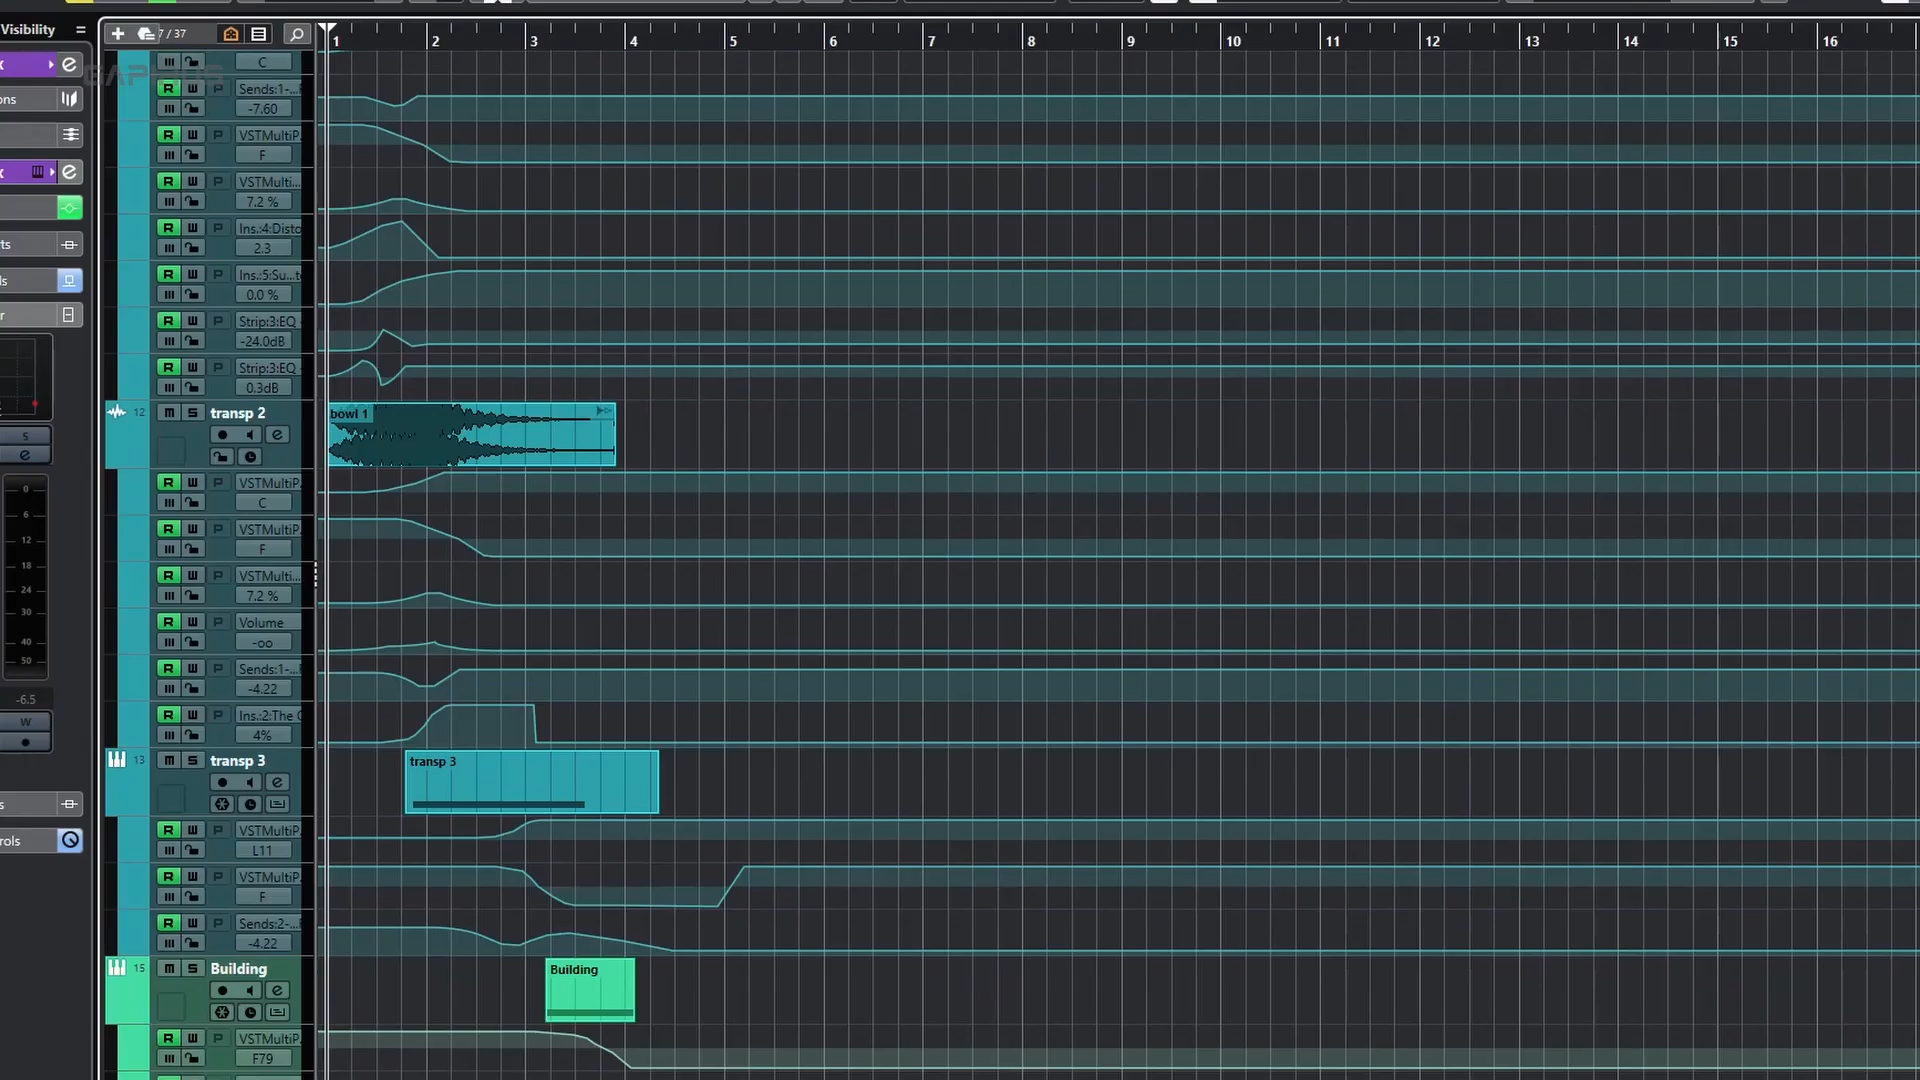 Visibility
7 / 37
1 2 3 4 5 6 7 8 9 10 11 12 13 14 15 16
C
R W P Sends:1-...F
-7.60
R W P VSTMultiP.
F
R W P VSTMulti...
7.2 %
R W P Ins.:4:Disto
2.3
R W P Ins.:5:Su...te
0.0 %
R W P Strip:3:EQ
-24.0dB
R W P Strip:3:EQ
0.3dB
12 M S transp 2
bowl 1
R W P VSTMultiP.
C
R W P VSTMultiP.
F
R W P VSTMulti...
7.2 %
R W P Volume
-oo
R W P Sends:1-...F
-4.22
R W P Ins.:2:The C
4%
13 M S transp 3
transp 3
R W P VSTMultiP.
L11
R W P VSTMultiP.
F
R W P Sends:2-...F
-4.22
15 M S Building
Building
R W P VSTMultiP.
F79
ons
rts
ds
r
S
e
0
6
12
18
24
30
40
50
-6.5
W
s
rols